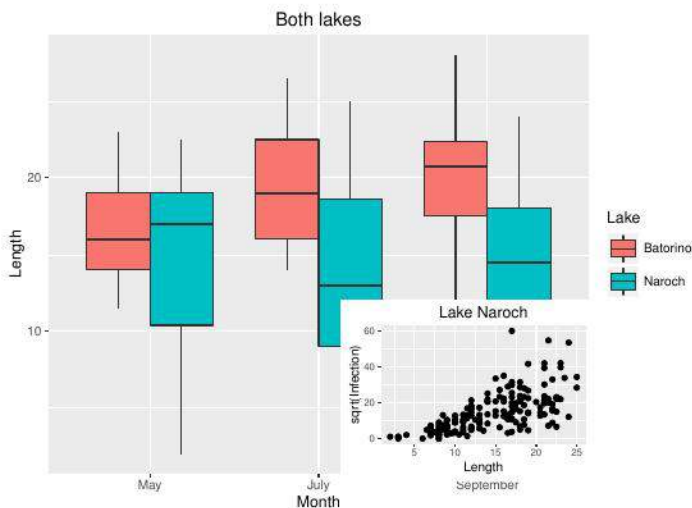 Both lakes
Length
20
10
May
July
September
Month
Lake
Batorino
Naroch
Lake Naroch
sqrt(Infection)
60
40
20
0
5
10
15
20
25
Length